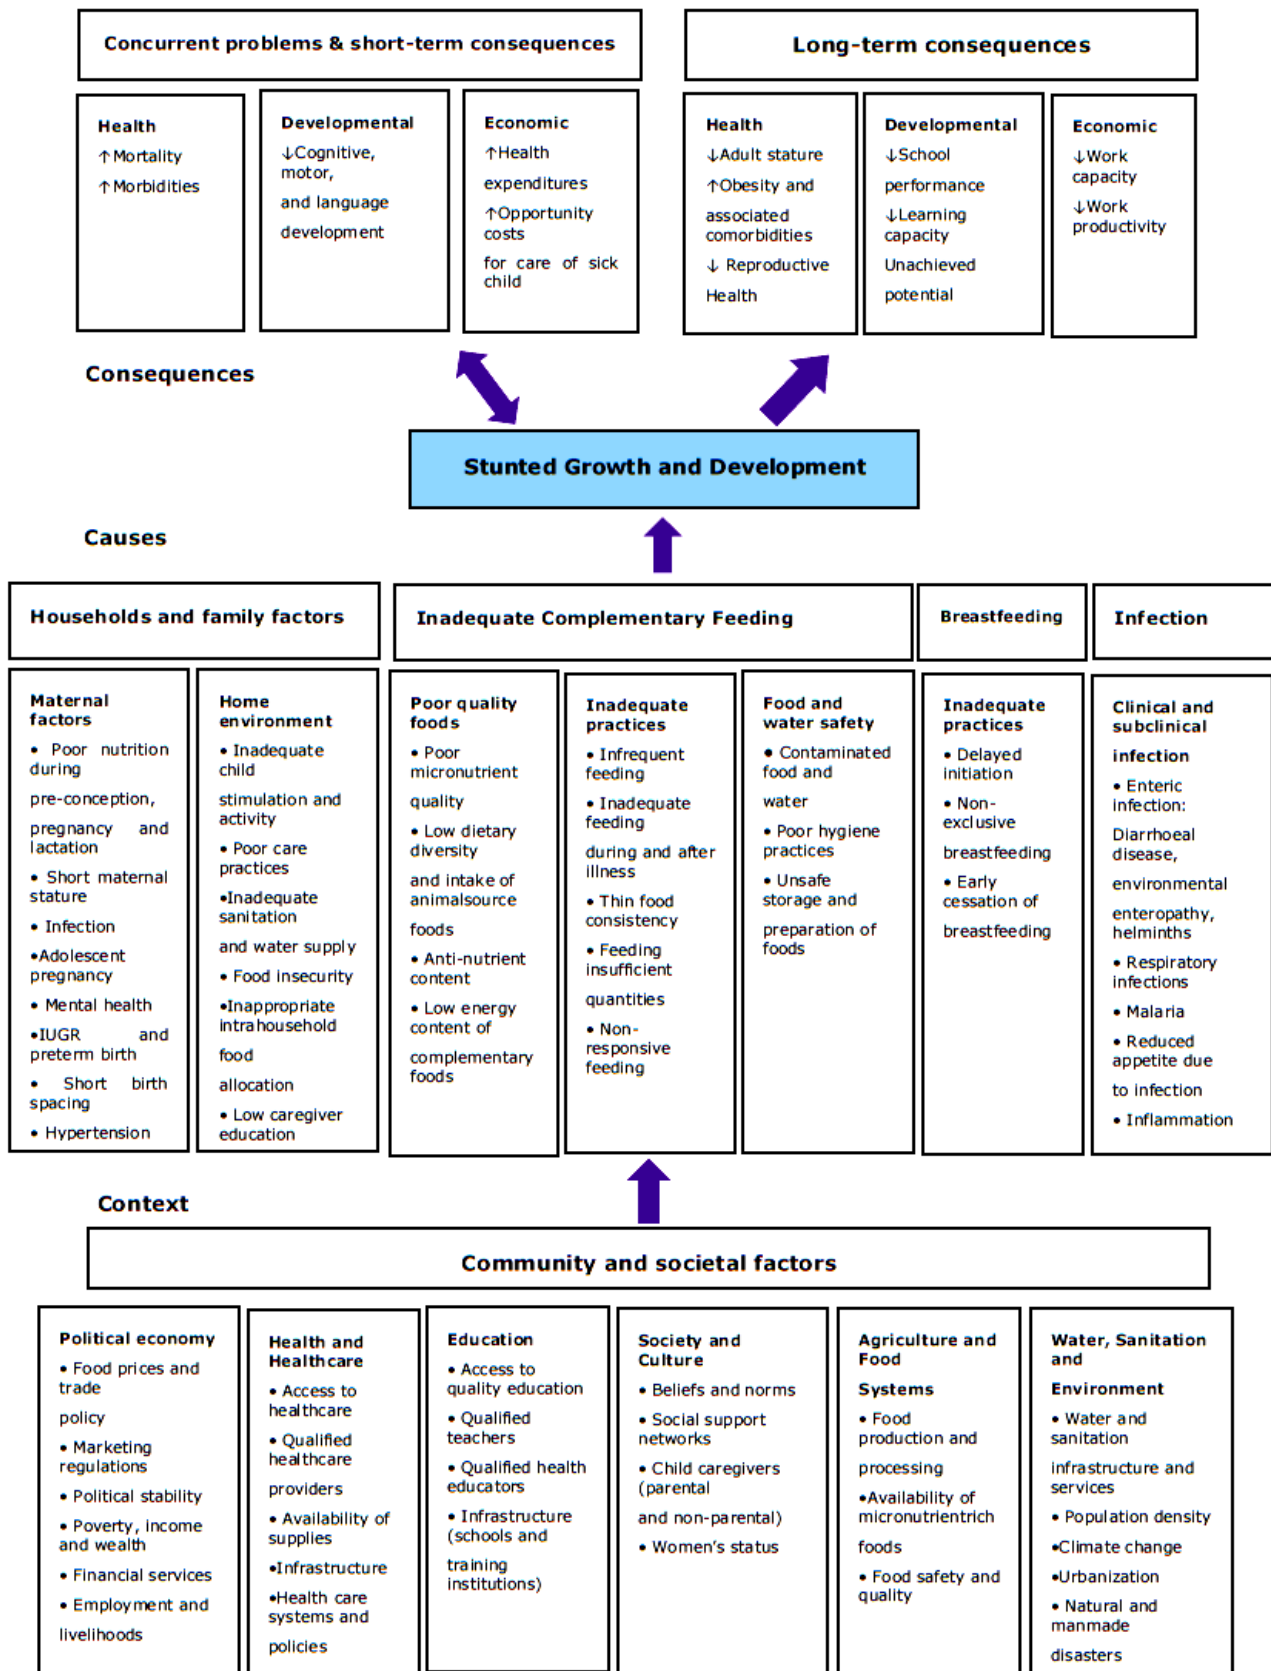 Concurrent problems & short-term consequences
Long-term consequences
Health
↑Mortality
↑Morbidities
Developmental
↓Cognitive,
motor,
and language
development
Economic
↑Health
expenditures
↑Opportunity
costs
for care of sick
child
Health
↓Adult stature
↑Obesity and
associated
comorbidities
↓ Reproductive
Health
Developmental
↓School
performance
↓Learning
capacity
Unachieved
potential
Economic
↓Work
capacity
↓Work
productivity
Consequences
Stunted Growth and Development
Causes
Households and family factors
Inadequate Complementary Feeding
Breastfeeding
Infection
Maternal
factors
• Poor nutrition
during
pre-conception,
pregnancy and
lactation
• Short maternal
stature
• Infection
•Adolescent
pregnancy
• Mental health
•IUGR and
preterm birth
• Short birth
spacing
• Hypertension
Home
environment
• Inadequate
child
stimulation and
activity
• Poor care
practices
•Inadequate
sanitation
and water supply
• Food insecurity
•Inappropriate
intrahousehold
food
allocation
• Low caregiver
education
Poor quality
foods
• Poor
micronutrient
quality
• Low dietary
diversity
and intake of
animalsource
foods
• Anti-nutrient
content
• Low energy
content of
complementary
foods
Inadequate
practices
• Infrequent
feeding
• Inadequate
feeding
during and after
illness
• Thin food
consistency
• Feeding
insufficient
quantities
• Non-
responsive
feeding
Food and
water safety
• Contaminated
food and
water
• Poor hygiene
practices
• Unsafe
storage and
preparation of
foods
Inadequate
practices
• Delayed
initiation
• Non-
exclusive
breastfeeding
• Early
cessation of
breastfeeding
Clinical and
subclinical
infection
• Enteric
infection:
Diarrhoeal
disease,
environmental
enteropathy,
helminths
• Respiratory
infections
• Malaria
• Reduced
appetite due
to infection
• Inflammation
Context
Community and societal factors
Political economy
• Food prices and
trade
policy
• Marketing
regulations
• Political stability
• Poverty, income
and wealth
• Financial services
• Employment and
livelihoods
Health and
Healthcare
• Access to
healthcare
• Qualified
healthcare
providers
• Availability of
supplies
•Infrastructure
•Health care
systems and
policies
Education
• Access to
quality education
• Qualified
teachers
• Qualified health
educators
• Infrastructure
(schools and
training
institutions)
Society and
Culture
• Beliefs and norms
• Social support
networks
• Child caregivers
(parental
and non-parental)
• Women's status
Agriculture and
Food
Systems
• Food
production and
processing
•Availability of
micronutrientrich
foods
• Food safety and
quality
Water, Sanitation
and
Environment
• Water and
sanitation
infrastructure and
services
• Population density
•Climate change
•Urbanization
• Natural and
manmade
disasters